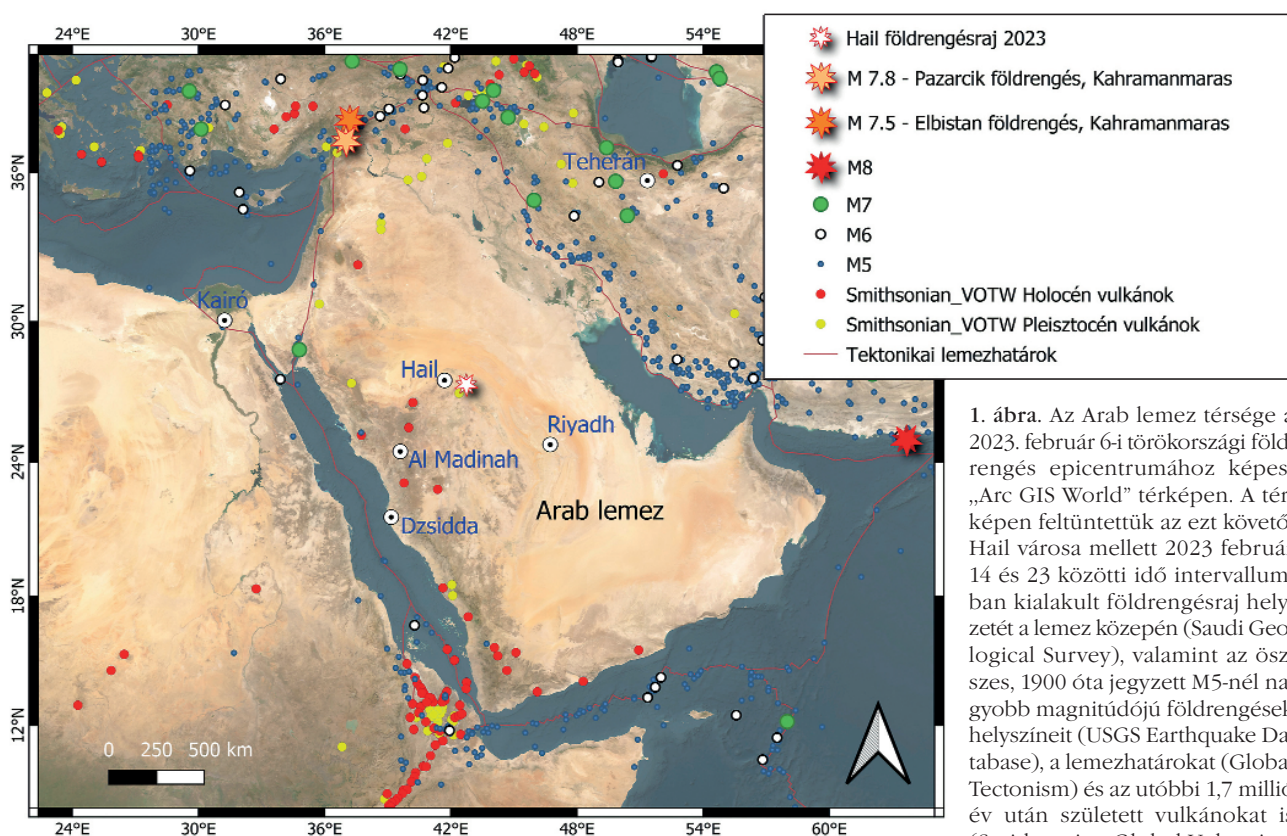 24°E 30°E 36°E 42°E 48°E 54°E
Hail földrengésraj 2023
M 7.8 - Pazarcik földrengés, Kahramanmaras
M 7.5 - Elbistan földrengés, Kahramanmaras
M8
M7
M6
M5
Smithsonian_VOTW Holocén vulkánok
Smithsonian_VOTW Pleisztocén vulkánok
Tektonikai lemezhatárok
36°N
30°N
24°N
18°N
12°N
Teherán
Kairó
Hail
Riyadh
Al Madinah
Arab lemez
Dzsidda
0 250 500 km
24°E 30°E 36°E 42°E 48°E 54°E 60°E
1. ábra. Az Arab lemez térsége a
2023. február 6-i törökországi föld-
rengés epicentrumához képes
„Arc GIS World” térképen. A tér-
képen feltüntettük az ezt követő
Hail városa mellett 2023 február
14 és 23 közötti idő intervallum-
ban kialakult földrengésraj hely-
zetét a lemez közepén (Saudi Geo-
logical Survey), valamint az ösz-
szes, 1900 óta jegyzett M5-nél na-
gyobb magnitúdójú földrengések
helyszíneit (USGS Earthquake Da-
tabase), a lemezhatárokat (Globa
Tectonism) és az utóbbi 1,7 millió
év után született vulkánokat